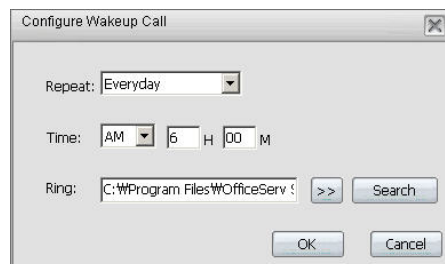 Configure Wakeup Call
Repeat: Everyday
Time: AM 6 H 00 M
Ring: C:₩Program Files₩OfficeServ >> Search
OK Cancel